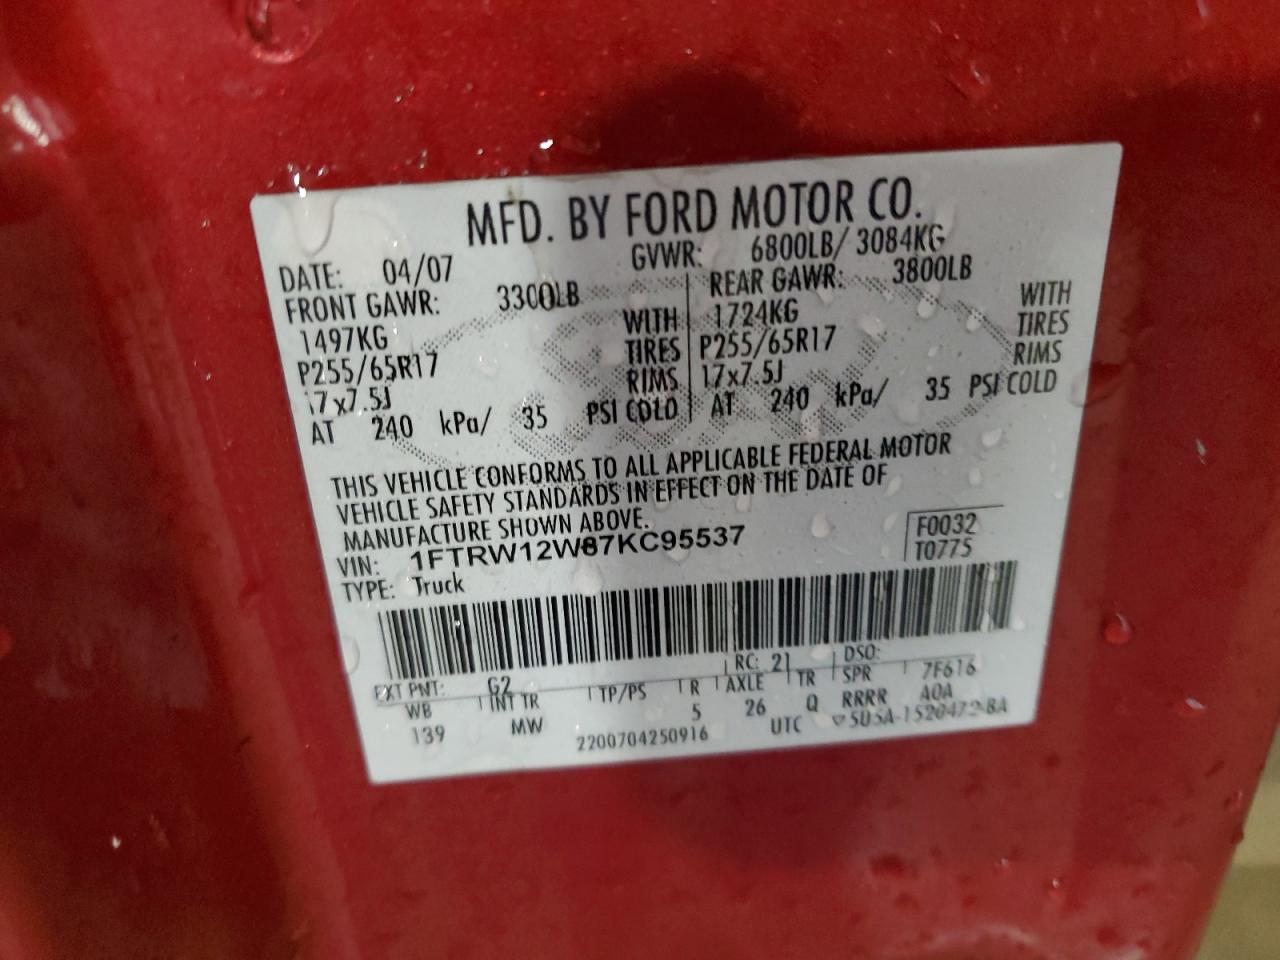 MFD. BY FORD MOTOR CO.
DATE: 04/07 GVWR: 6800LB/ 3084KG
FRONT GAWR: 3300LB REAR GAWR: 3800LB
1497KG WITH 1724KG WITH
P255/65R17 TIRES P255/65R17 TIRES
17x7.5J RIMS 17x7.5J RIMS
AT 240 kPa/ 35 PSI COLD AT 240 kPa/ 35 PSI COLD
THIS VEHICLE CONFORMS TO ALL APPLICABLE FEDERAL MOTOR
VEHICLE SAFETY STANDARDS IN EFFECT ON THE DATE OF
MANUFACTURE SHOWN ABOVE.
VIN: 1FTRW12W87KC95537 F0032
TYPE: Truck T0775
EXT PNT: G2 RC: 21 DSO:
WB INT TR TP/PS R AXLE TR SPR 7F616
139 MW 5 26 Q RRRR AOA
2200704250916 UTC ▽5U5A-1520472-BA